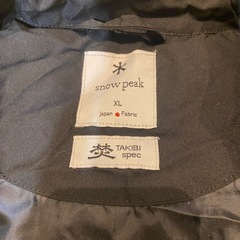 snow peak
XL
Japan Fabric
焚 TAKIBI
spec